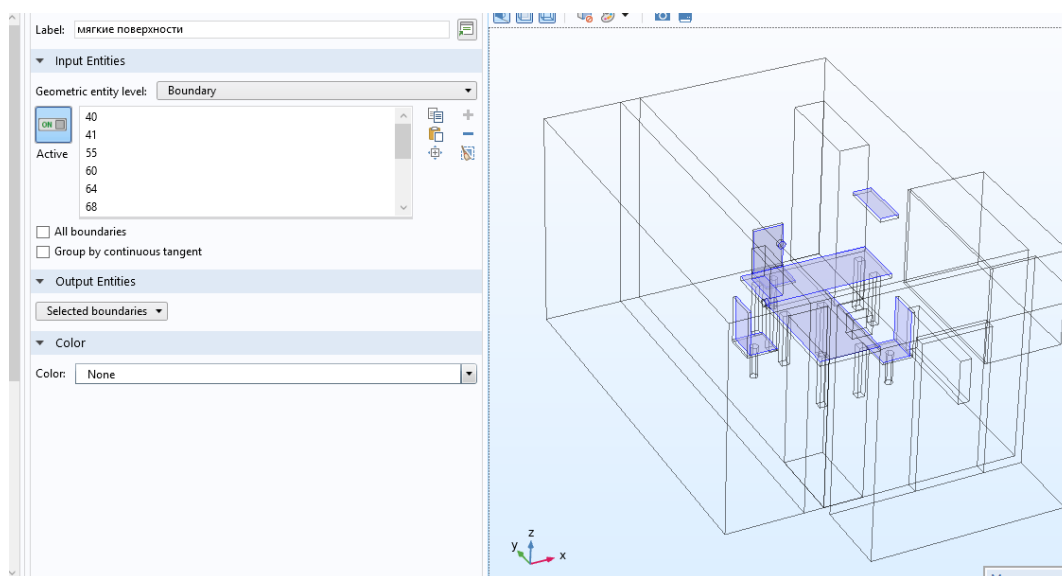 Label: мягкие поверхности
Input Entities
Geometric entity level: Boundary
ON
Active
40
41
55
60
64
68
All boundaries
Group by continuous tangent
Output Entities
Selected boundaries
Color
Color: None
z
y
x